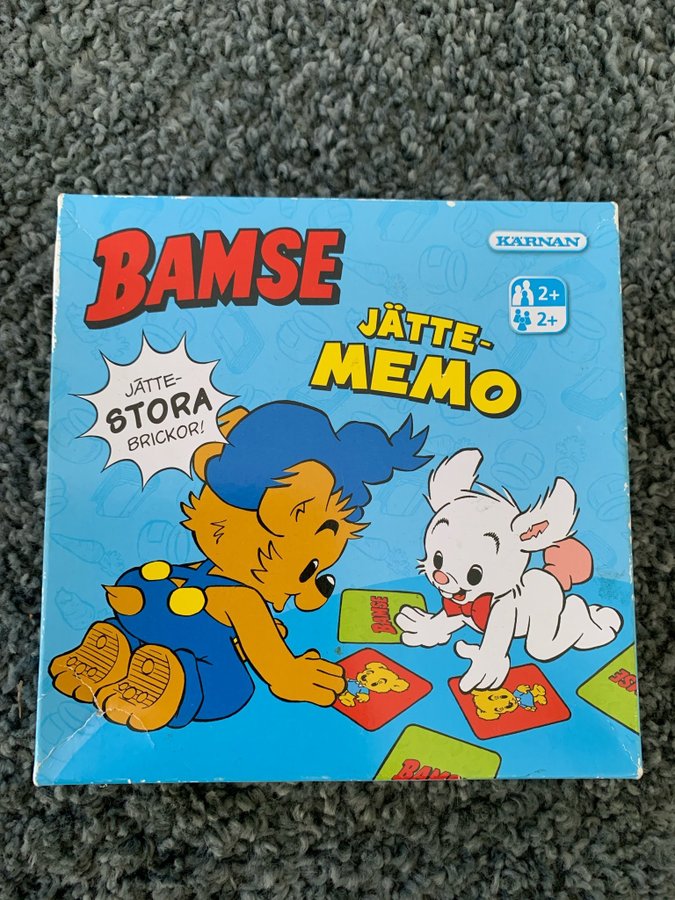 BAMSE
KÄRNAN
2+
2+
JÄTTE-
MEMO
JÄTTE-
STORA
BRICKOR!
BAMSE